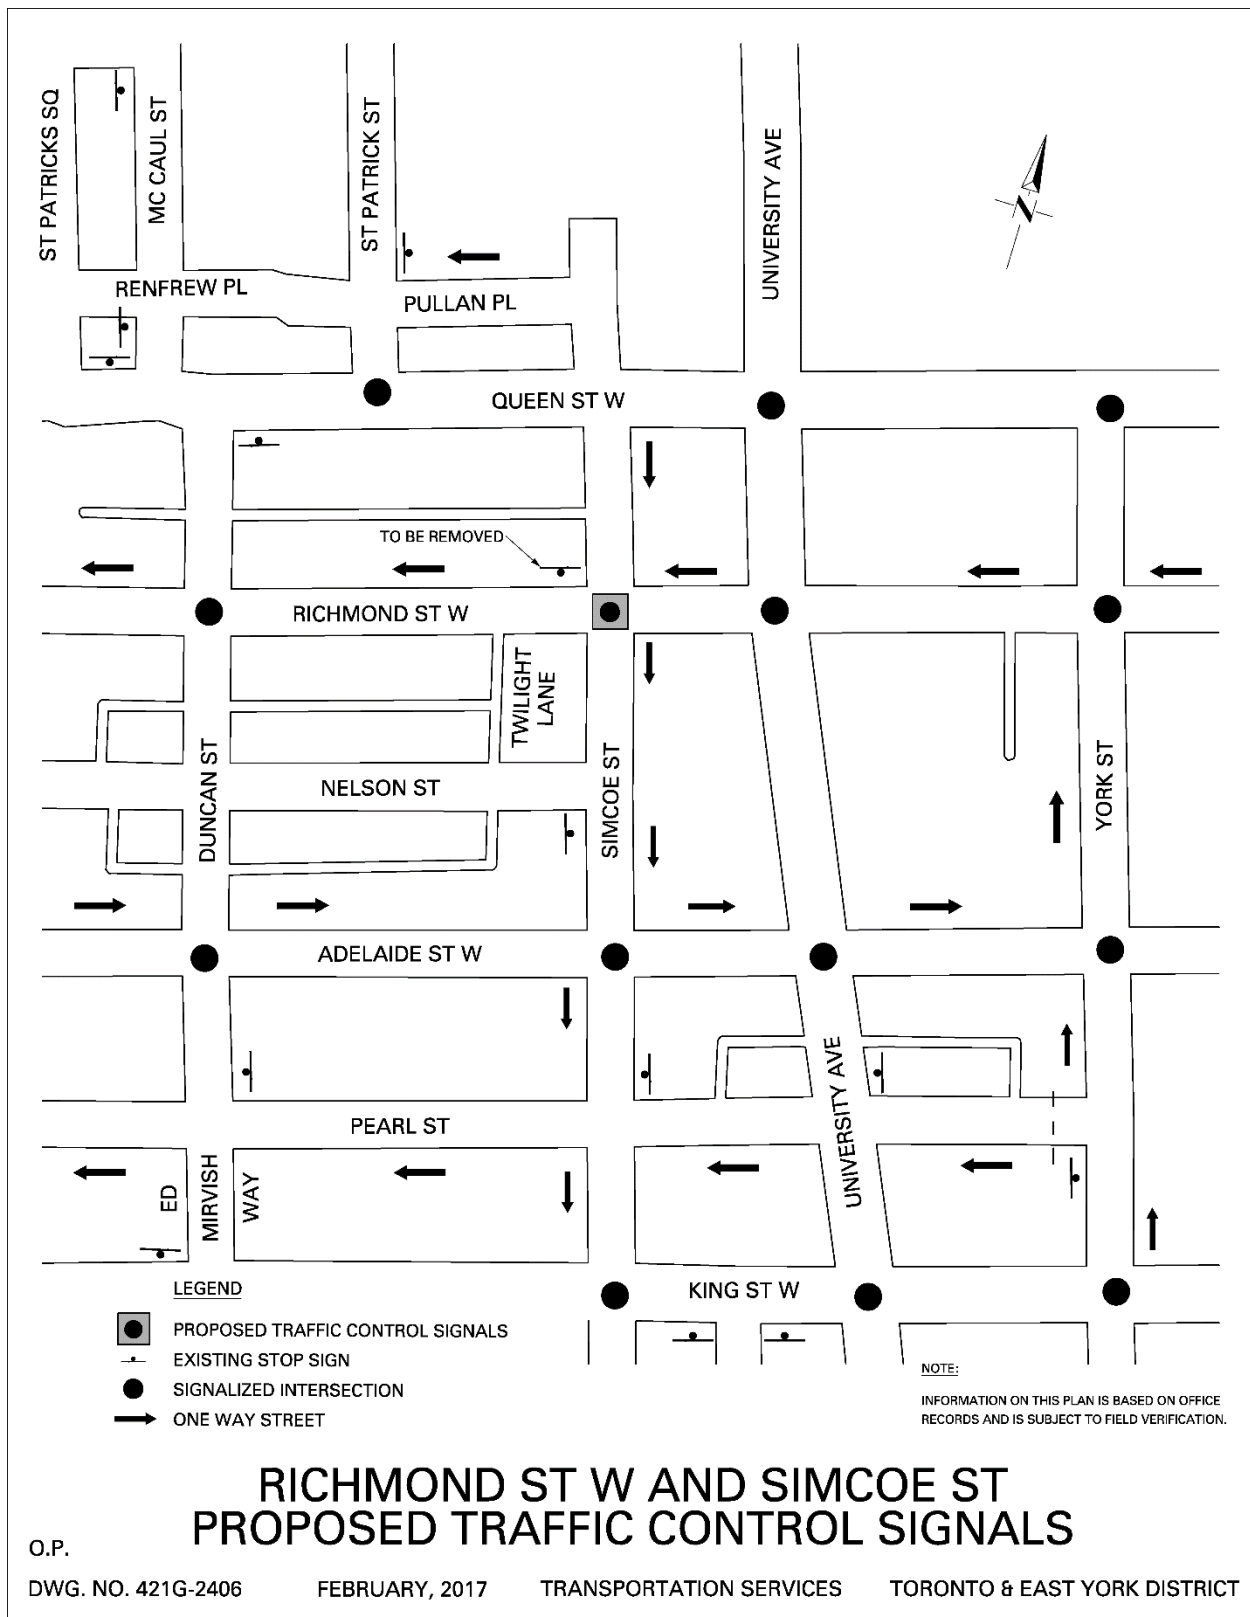 ST PATRICKS SQ
MC CAUL ST
ST PATRICK ST
UNIVERSITY AVE
N
RENFREW PL
PULLAN PL
QUEEN ST W
TO BE REMOVED
RICHMOND ST W
TWILIGHT
LANE
DUNCAN ST
NELSON ST
SIMCOE ST
YORK ST
ADELAIDE ST W
UNIVERSITY AVE
PEARL ST
ED
MIRVISH
WAY
KING ST W
LEGEND
PROPOSED TRAFFIC CONTROL SIGNALS
EXISTING STOP SIGN
SIGNALIZED INTERSECTION
ONE WAY STREET
NOTE:
INFORMATION ON THIS PLAN IS BASED ON OFFICE
RECORDS AND IS SUBJECT TO FIELD VERIFICATION.
RICHMOND ST W AND SIMCOE ST
PROPOSED TRAFFIC CONTROL SIGNALS
O.P.
DWG. NO. 421G-2406 FEBRUARY, 2017 TRANSPORTATION SERVICES TORONTO & EAST YORK DISTRICT